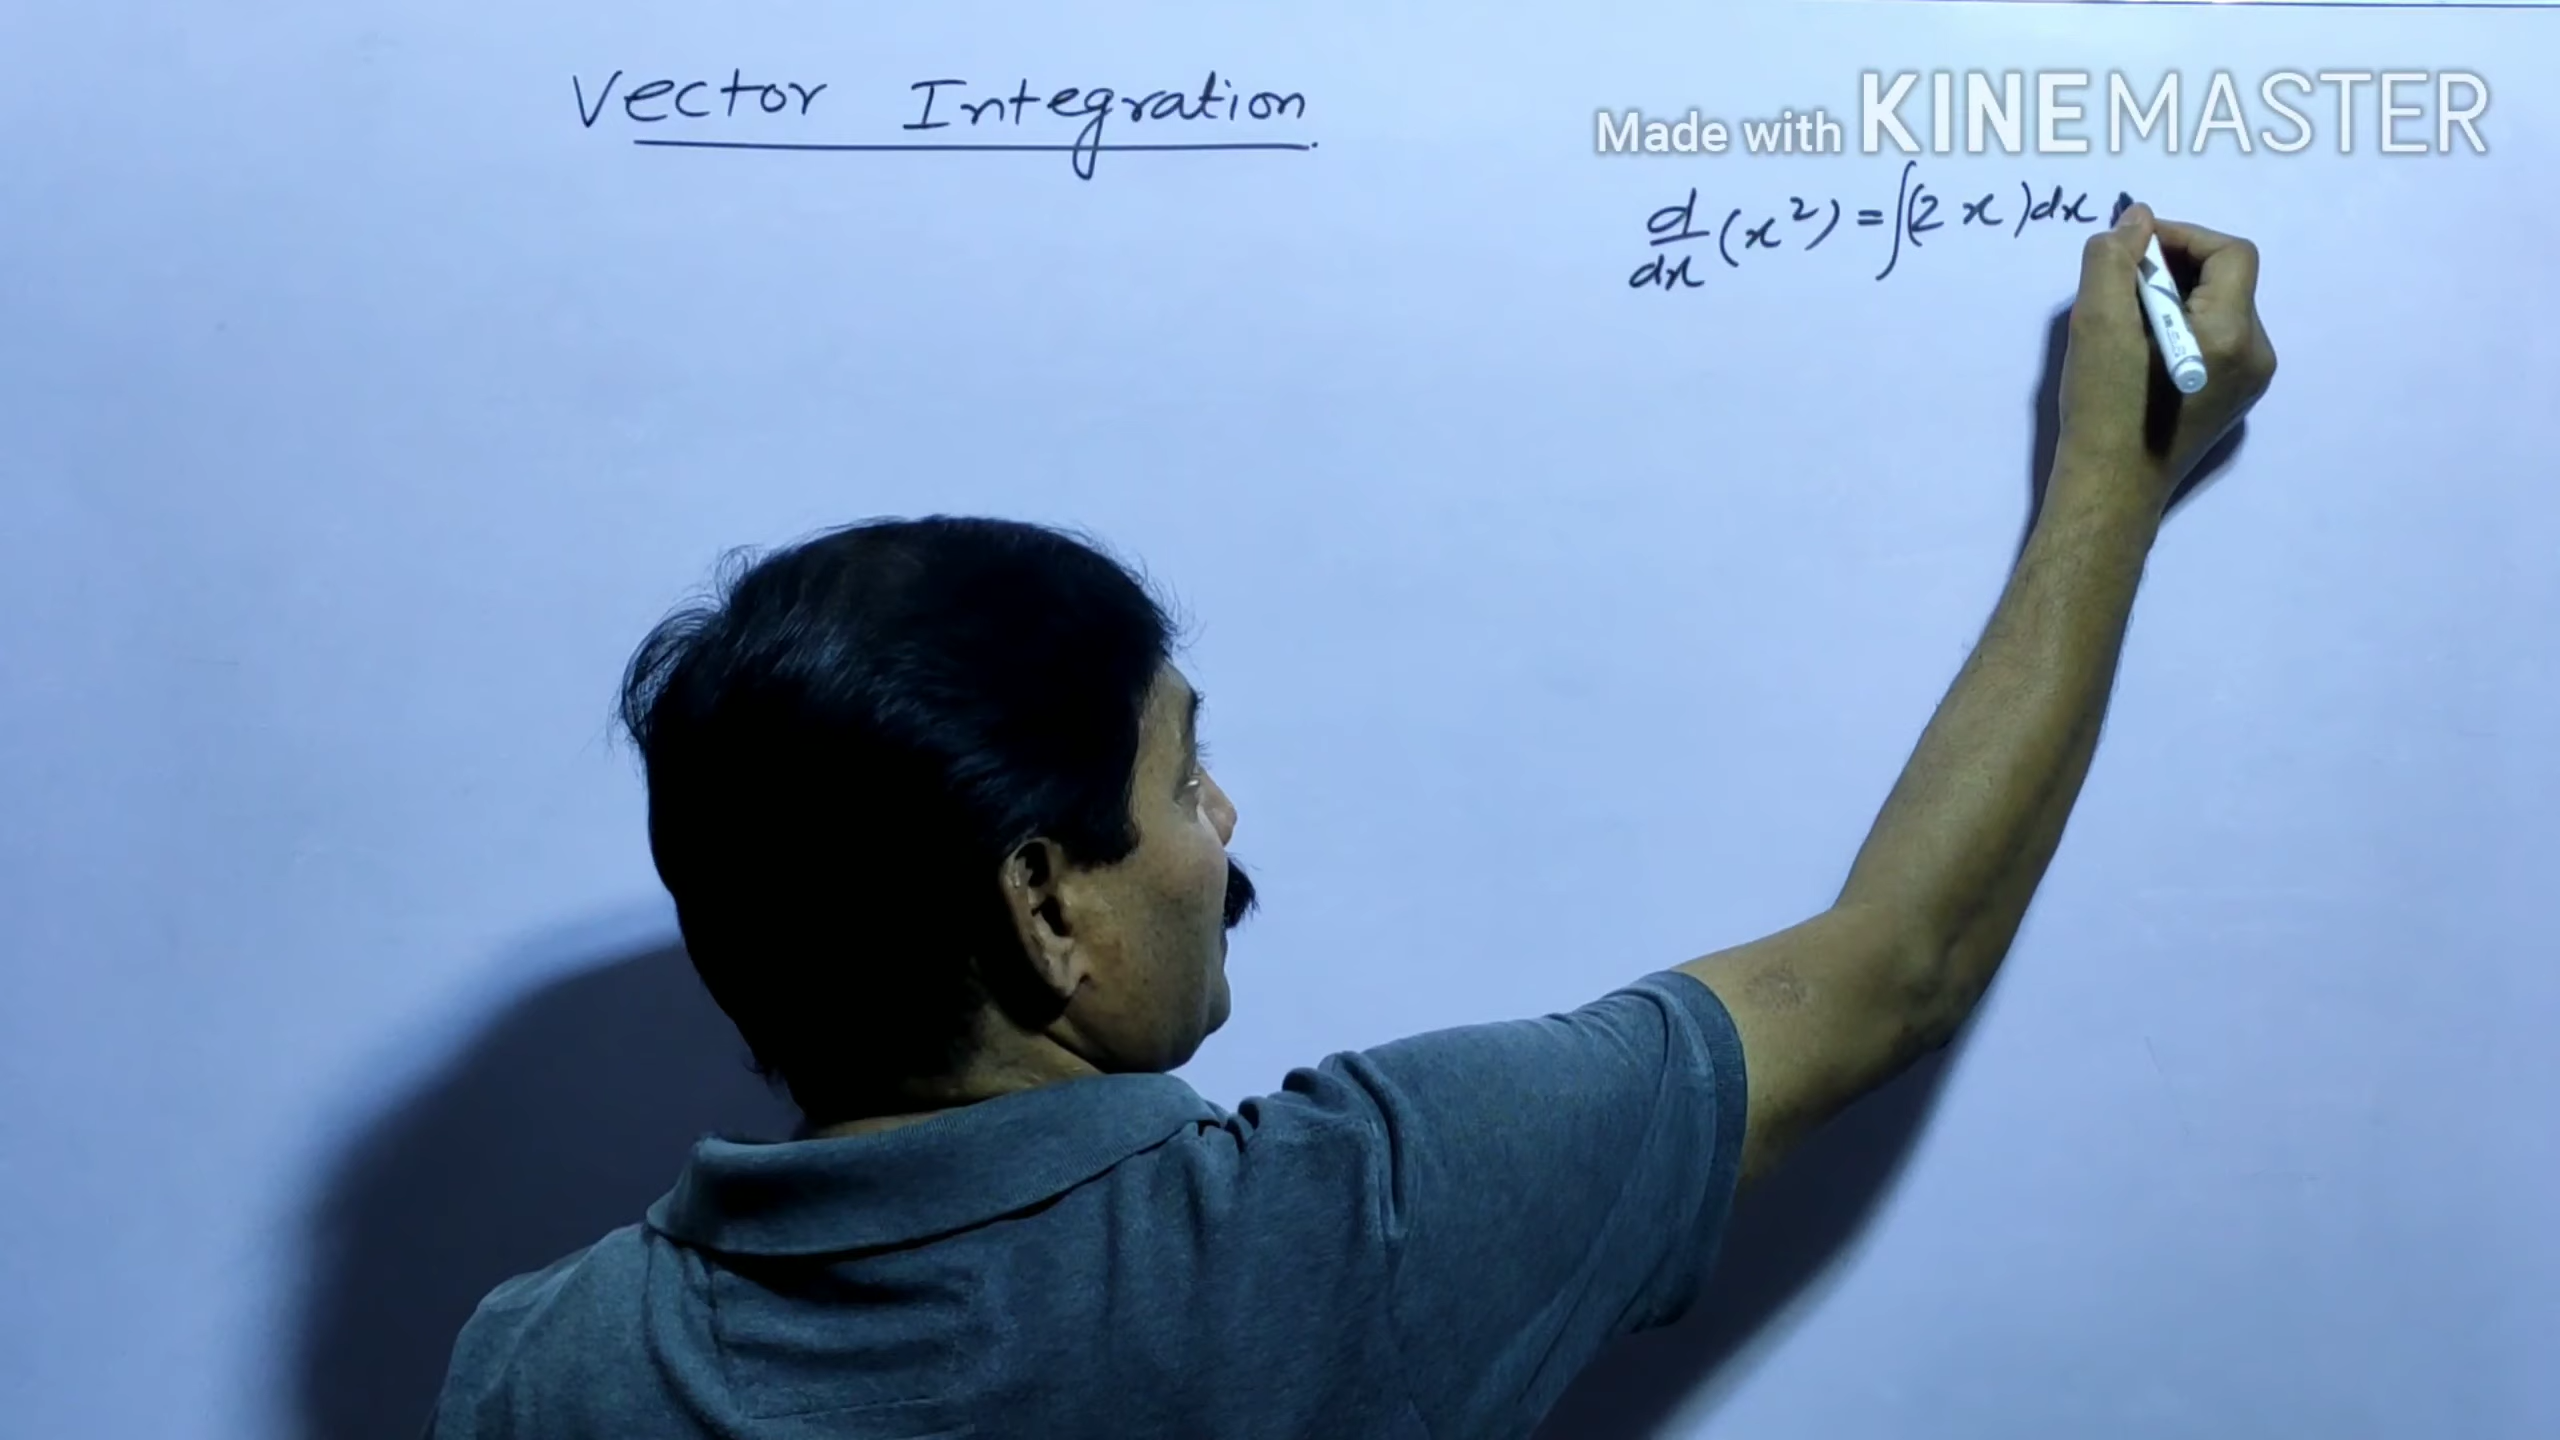 Vector Integration.
Made with KINEMASTER
d/dx (x²) = ∫(2x)dx